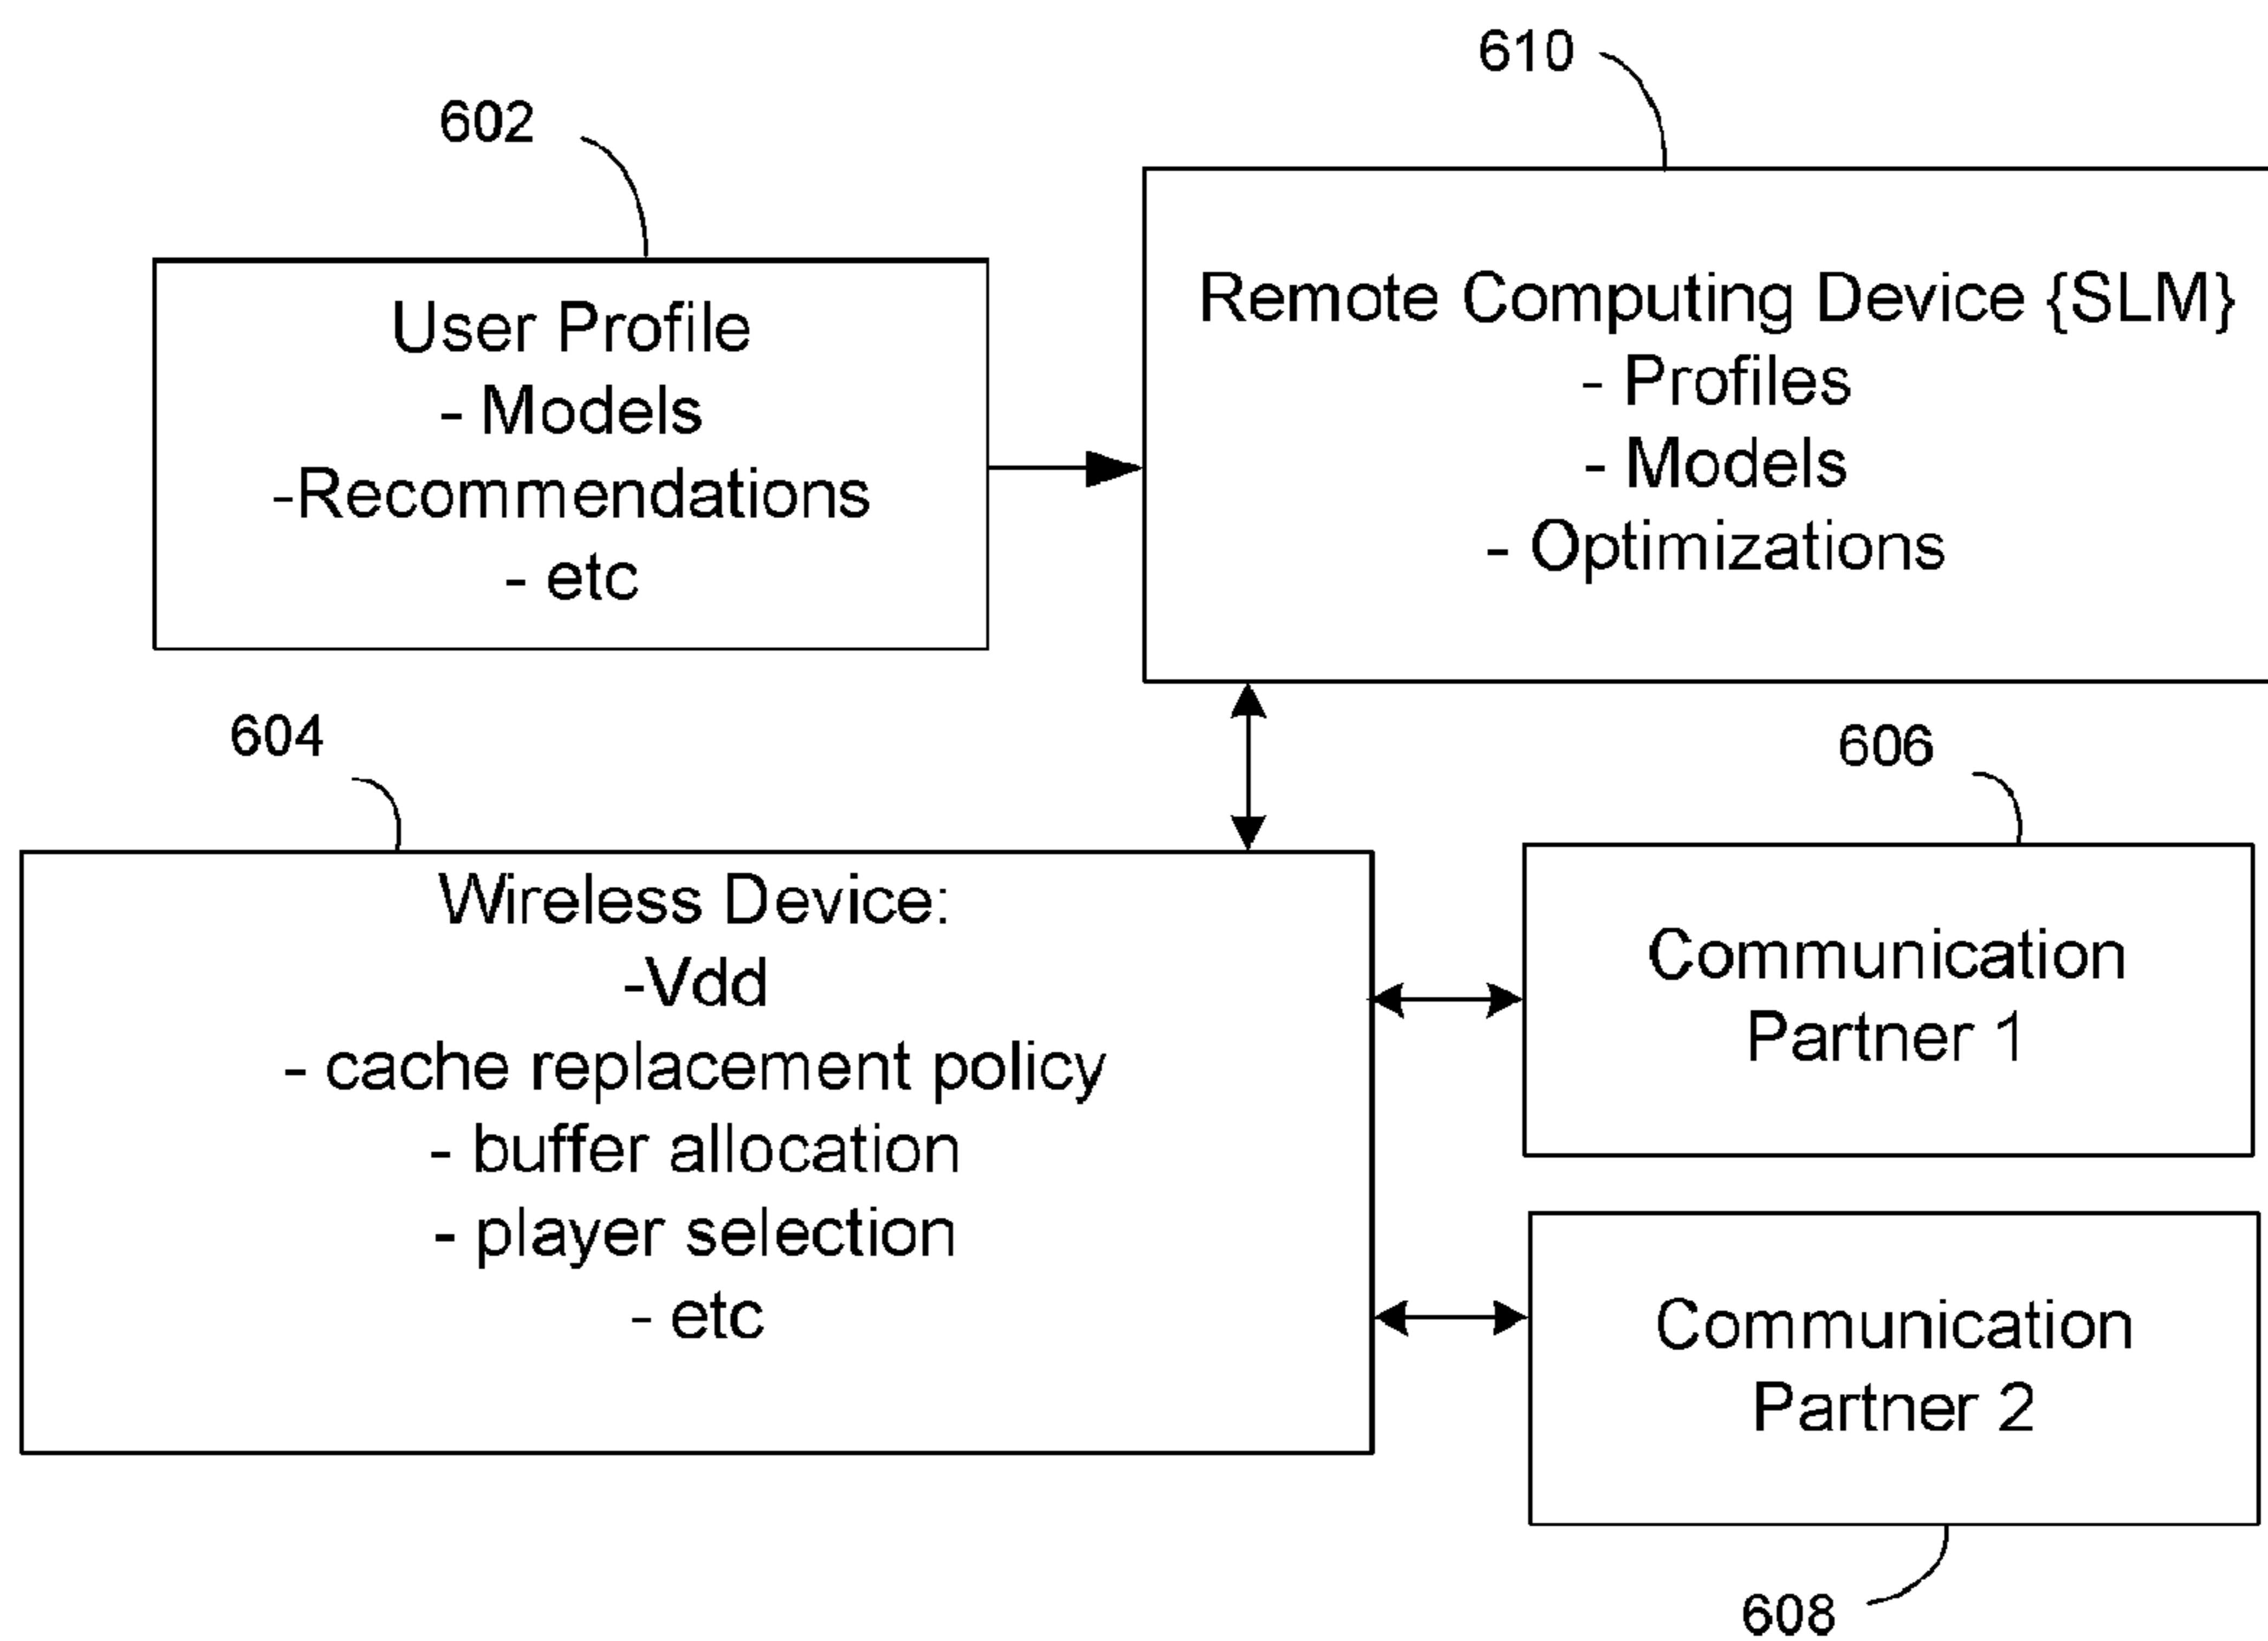 610
602
User Profile
- Models
-Recommendations
- etc
Remote Computing Device {SLM}
- Profiles
- Models
- Optimizations
604
606
Wireless Device:
-Vdd
- cache replacement policy
- buffer allocation
- player selection
- etc
Communication
Partner 1
Communication
Partner 2
608